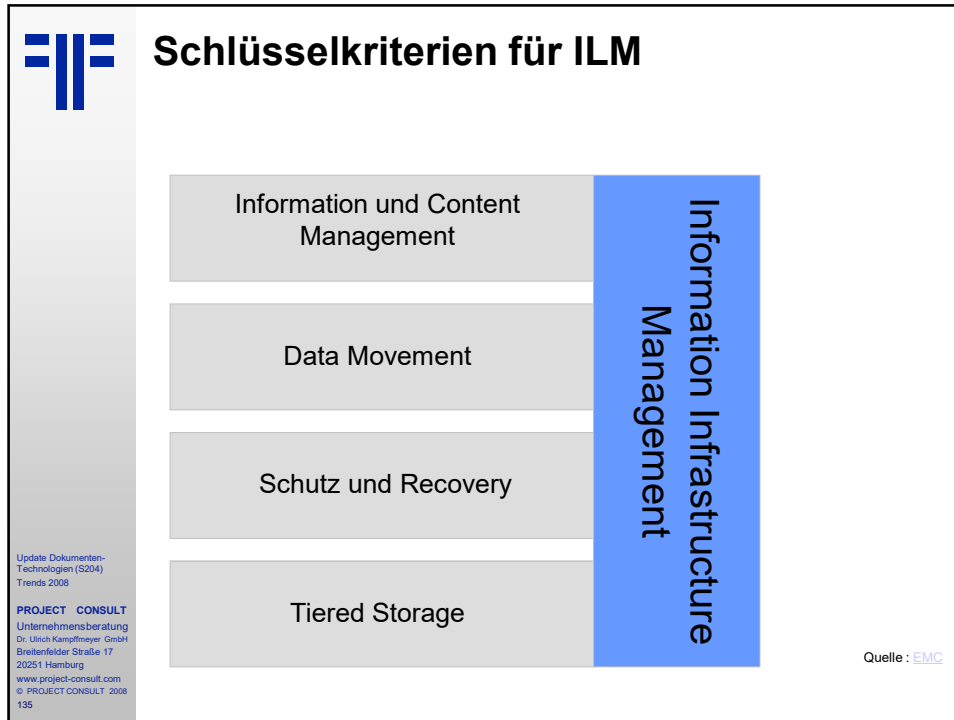 Schlüsselkriterien für ILM
Information und Content
Management
Data Movement
Schutz und Recovery
Tiered Storage
Information Infrastructure
Management
Quelle : EMC
Update Dokumenten-
Technologien (S204)
Trends 2008
PROJECT CONSULT
Unternehmensberatung
Dr. Ulrich Kampffmeyer GmbH
Breitenfelder Straße 17
20251 Hamburg
www.project-consult.com
© PROJECT CONSULT 2008
135